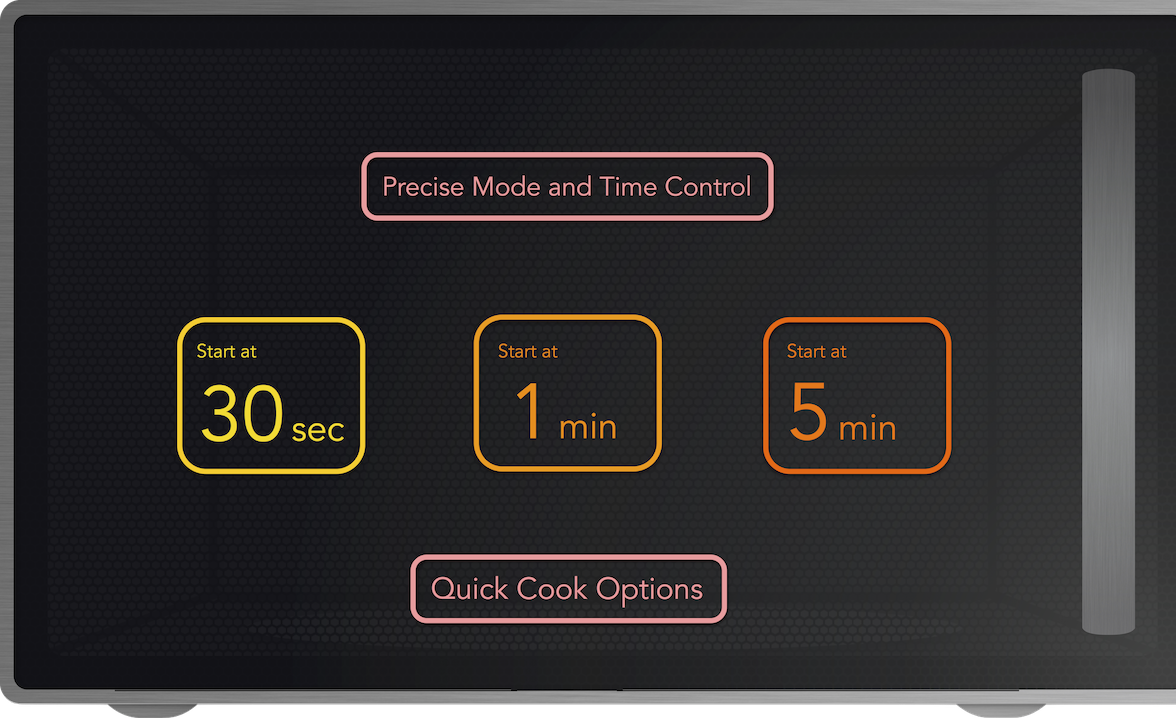 Precise Mode and Time Control
Start at
30 sec
Start at
1 min
Start at
5 min
Quick Cook Options